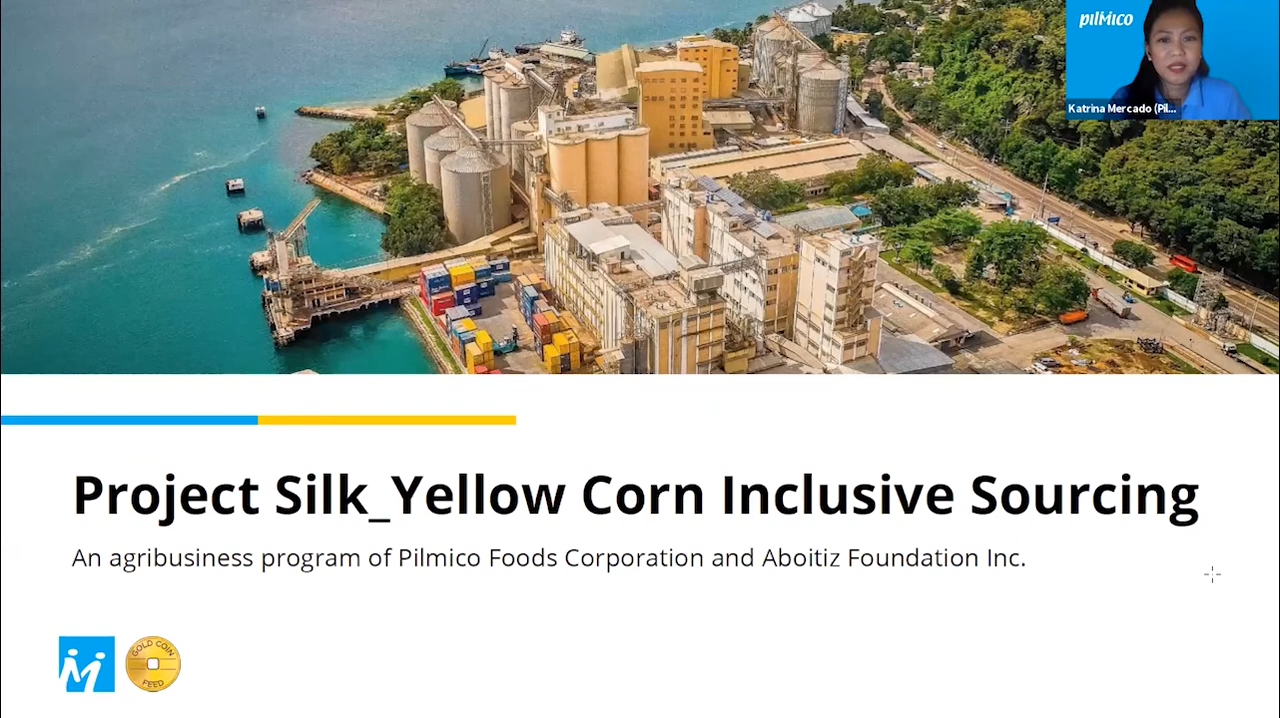 PILMICO
Katrina Mercado (Pil...
Project Silk_Yellow Corn Inclusive Sourcing
An agribusiness program of Pilmico Foods Corporation and Aboitiz Foundation Inc.
GOLD COIN
FEED